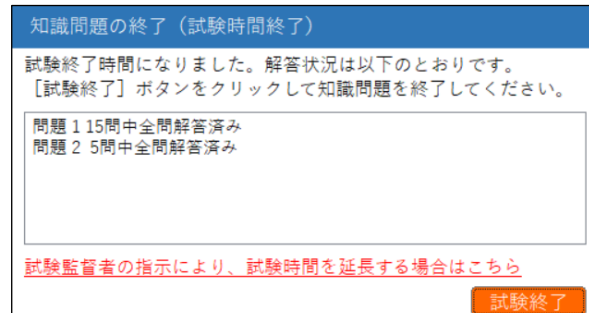 知識問題の終了（試験時間終了）
試験終了時間になりました。解答状況は以下のとおりです。
［試験終了］ボタンをクリックして知識問題を終了してください。
問題１15問中全問解答済み
問題２ 5問中全問解答済み
試験監督者の指示により、試験時間を延長する場合はこちら
試験終了